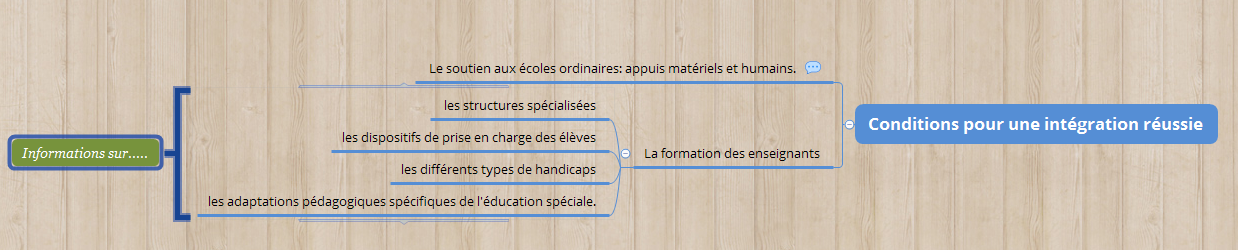 Le soutien aux écoles ordinaires: appuis matériels et humains.
les structures spécialisées
Conditions pour une intégration réussie
les dispositifs de prise en charge des élèves
Informations sur.....
La formation des enseignants
les différents types de handicaps
les adaptations pédagogiques spécifiques de l'éducation spéciale.